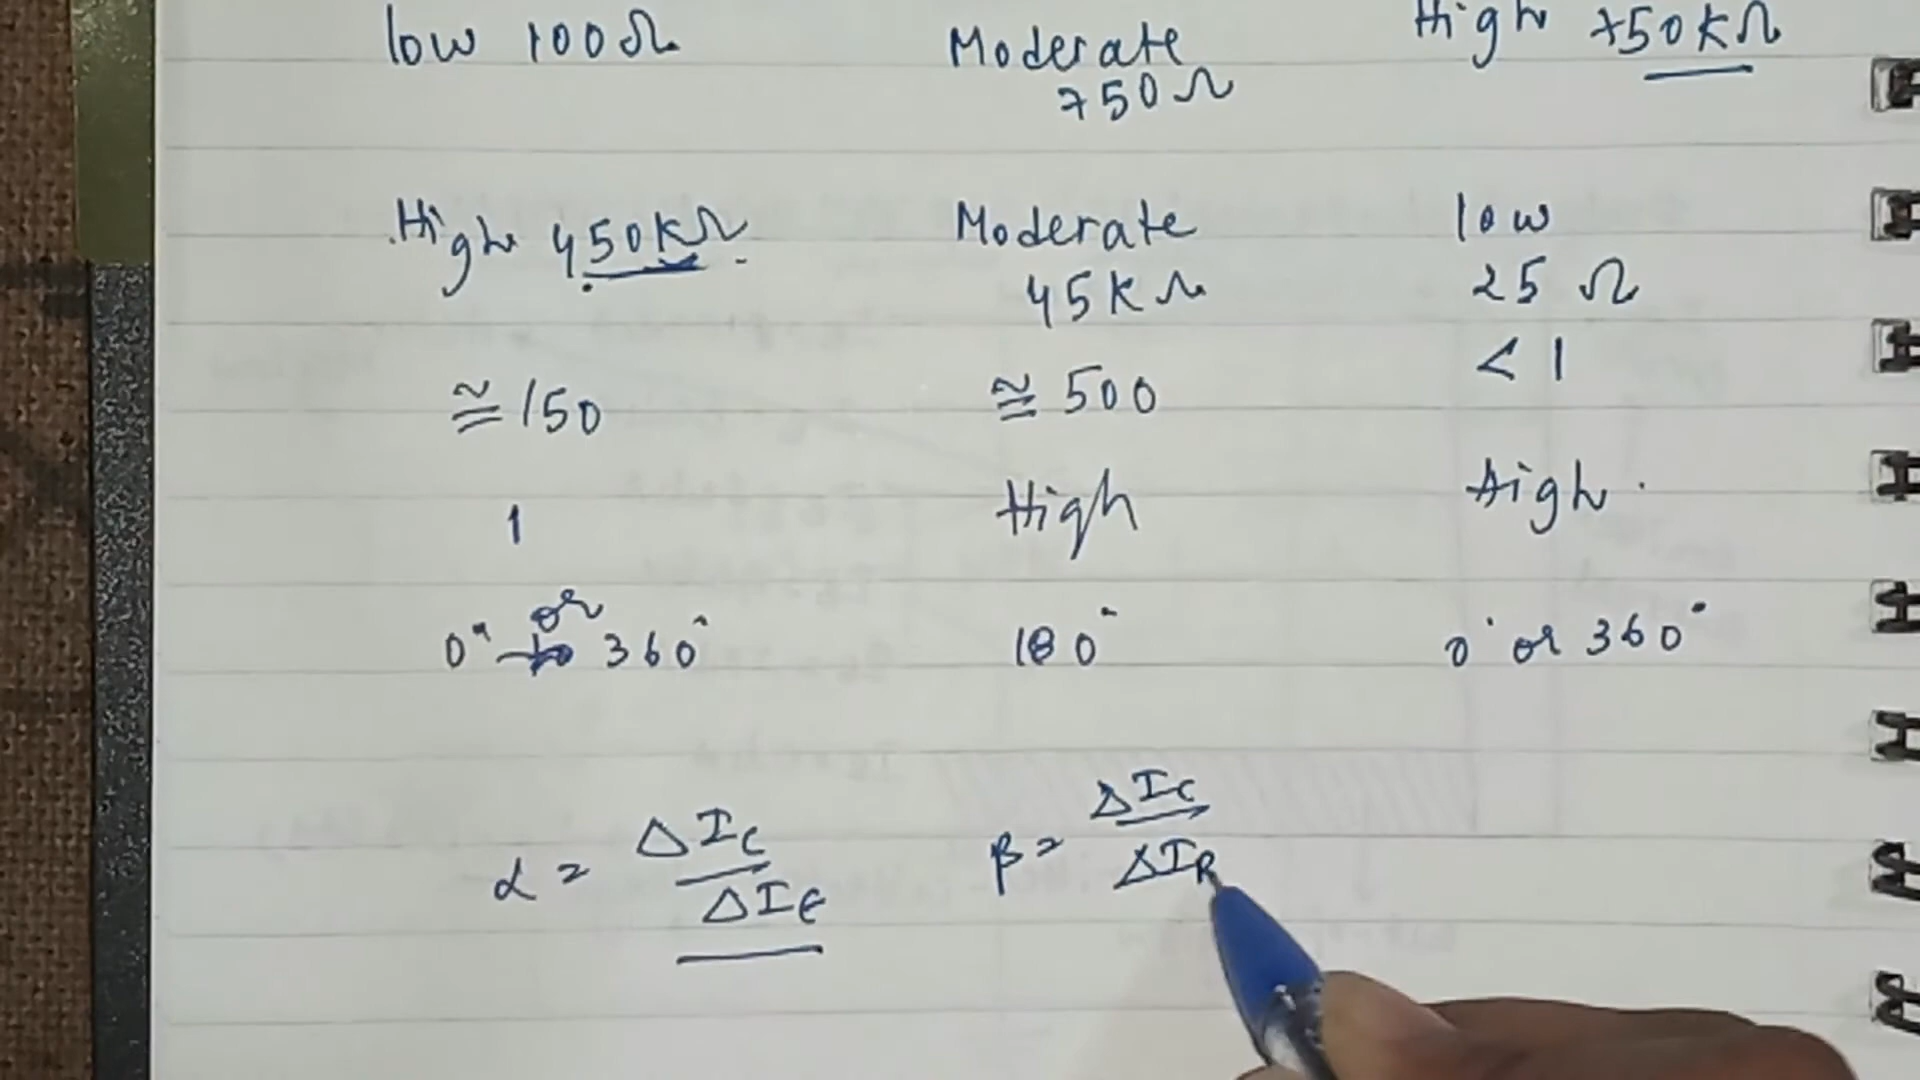 low 100Ω Moderate High 750kΩ
750Ω
High 450kΩ Moderate low
45kΩ 25 Ω
≅ 150 ≅ 500 < 1
1 High High
0° or 360° 180° 0° or 360°
α = ΔIC / ΔIE β = ΔIC / ΔIB